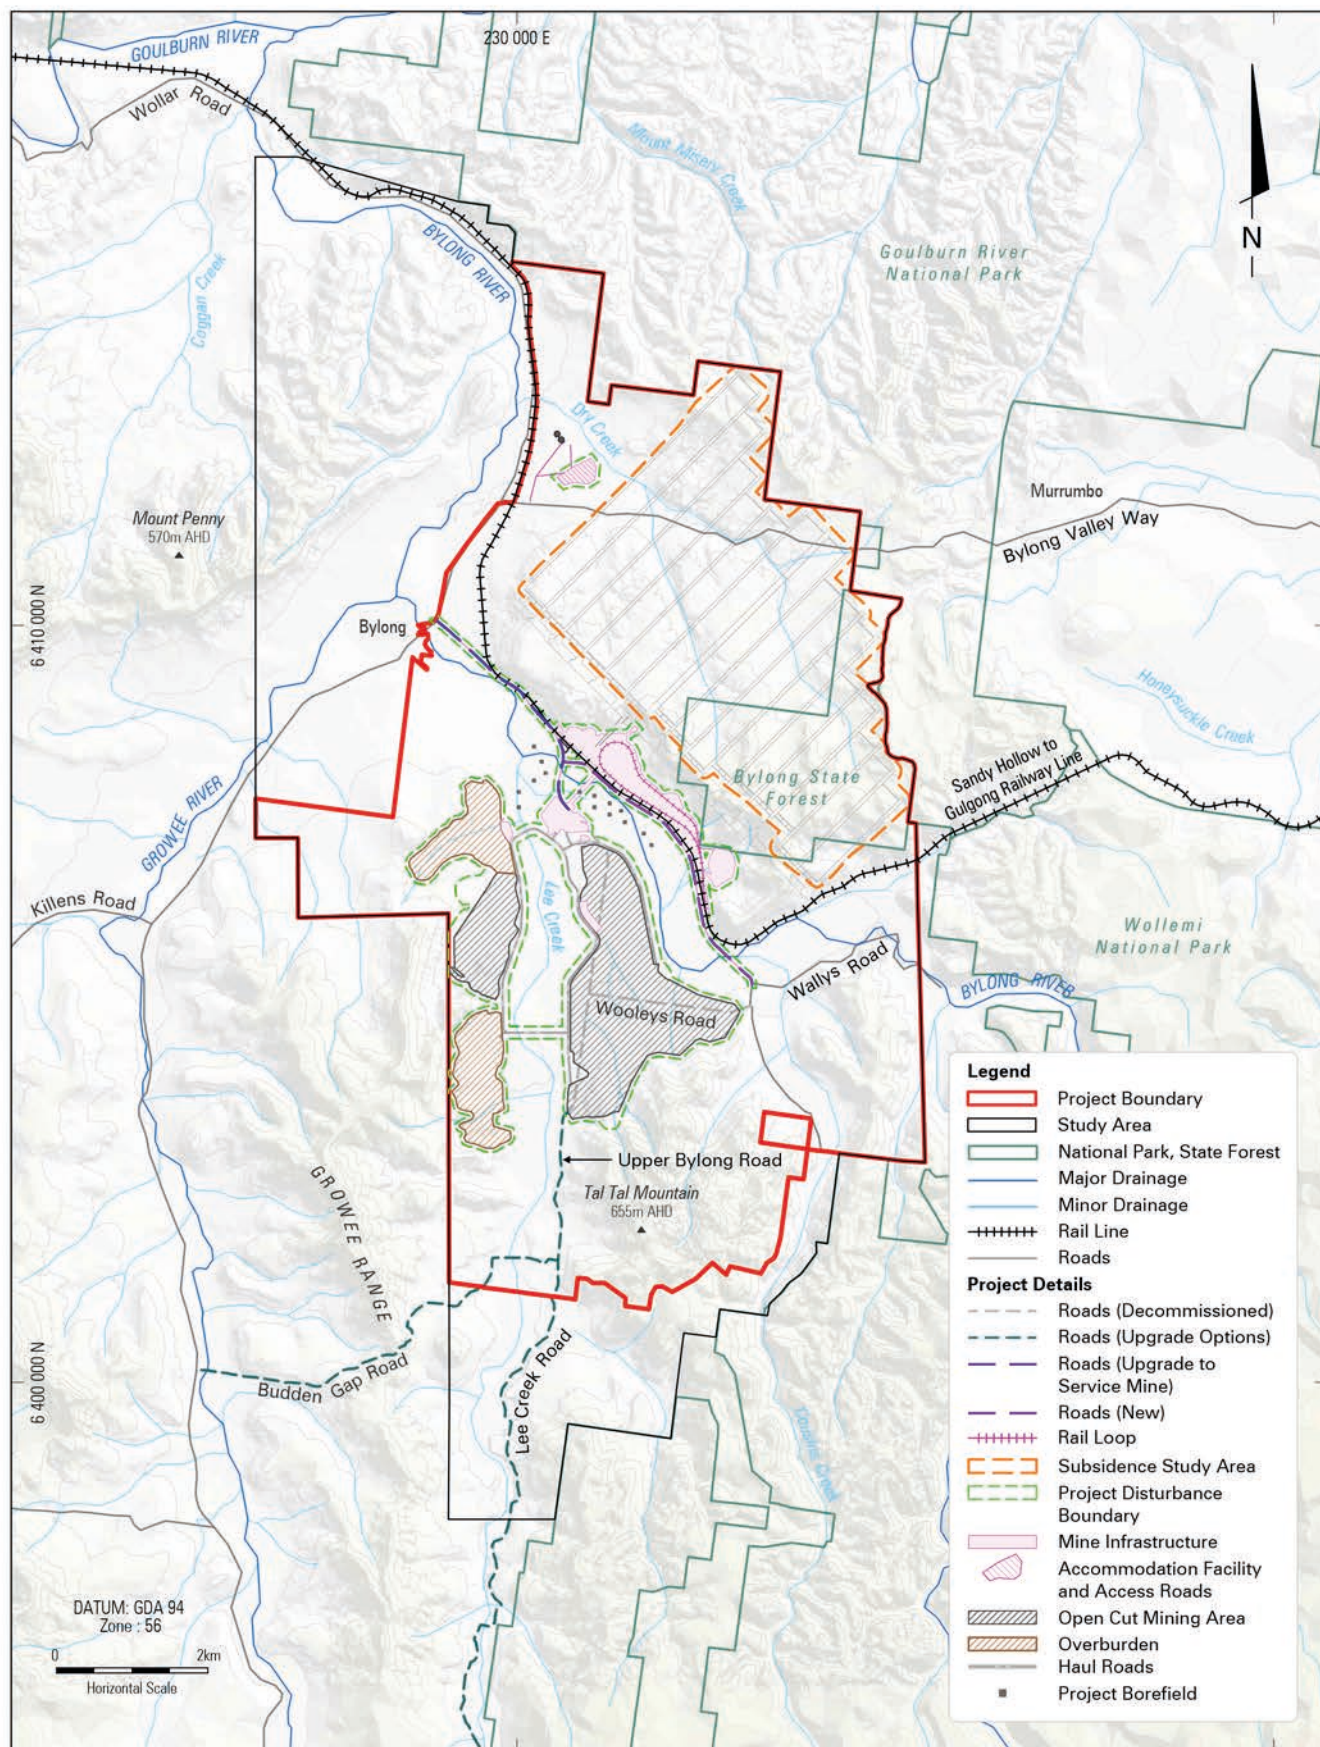 230 000 E
GOULBURN RIVER
Wollar Road
Mount Misery Creek
N
Goulburn River
National Park
BYLONG RIVER
Coggan Creek
Dry Creek
Murrumbo
Bylong Valley Way
Mount Penny
570m AHD
6 410 000 N
Bylong
Honeysuckle Creek
Sandy Hollow to
Gulgong Railway Line
Bylong State
Forest
GROWEE RIVER
Killens Road
Lee Creek
Wollemi
National Park
Wallys Road
BYLONG RIVER
Wooleys Road
Upper Bylong Road
Tal Tal Mountain
655m AHD
GROWEE RANGE
Budden Gap Road
Lee Creek Road
6 400 000 N
DATUM: GDA 94
Zone : 56
0 2km
Horizontal Scale
Legend
Project Boundary
Study Area
National Park, State Forest
Major Drainage
Minor Drainage
Rail Line
Roads
Project Details
Roads (Decommissioned)
Roads (Upgrade Options)
Roads (Upgrade to
Service Mine)
Roads (New)
Rail Loop
Subsidence Study Area
Project Disturbance
Boundary
Mine Infrastructure
Accommodation Facility
and Access Roads
Open Cut Mining Area
Overburden
Haul Roads
Project Borefield